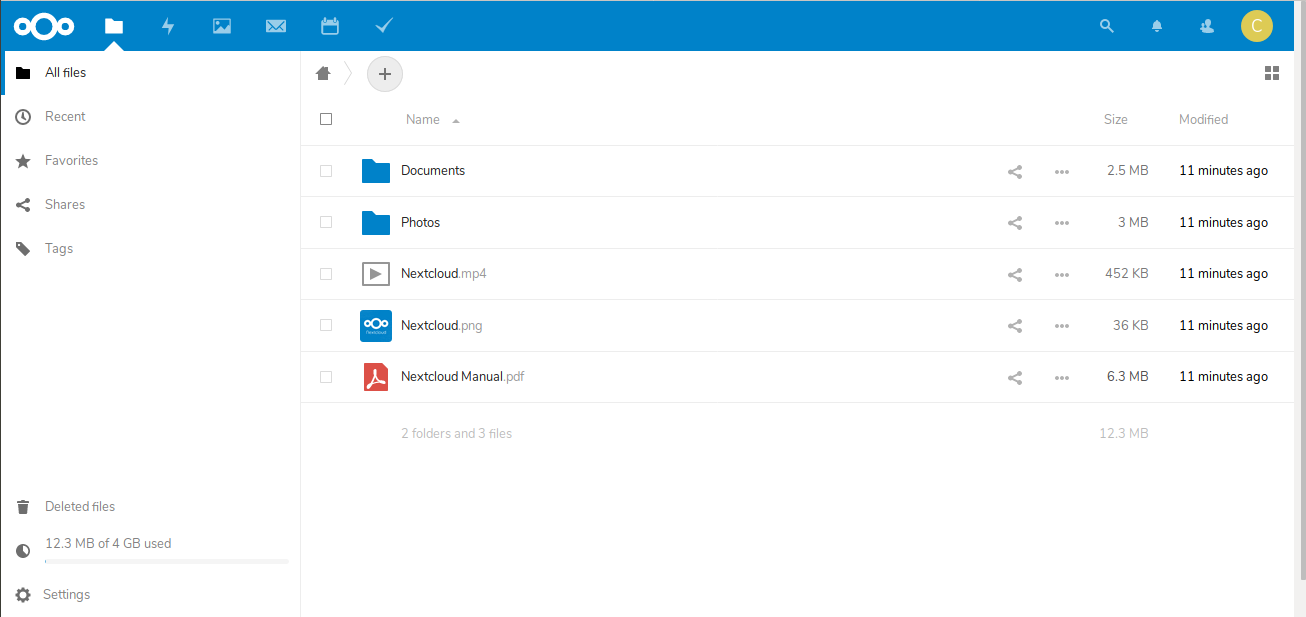 C
All files
Recent
Favorites
Shares
Tags
Deleted files
12.3 MB of 4 GB used
Settings
Name Size Modified
Documents 2.5 MB 11 minutes ago
Photos 3 MB 11 minutes ago
Nextcloud.mp4 452 KB 11 minutes ago
Nextcloud.png 36 KB 11 minutes ago
Nextcloud Manual.pdf 6.3 MB 11 minutes ago
2 folders and 3 files 12.3 MB